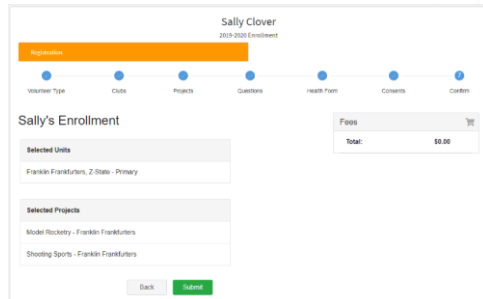 Sally Clover
2019-2020 Enrollment
Registration
Volunteer Type Clubs Projects Questions Health Form Consents Confirm
Sally's Enrollment
Fees
Total: $0.00
Selected Units
Franklin Frankfurters, Z-State - Primary
Selected Projects
Model Rocketry - Franklin Frankfurters
Shooting Sports - Franklin Frankfurters
Back Submit